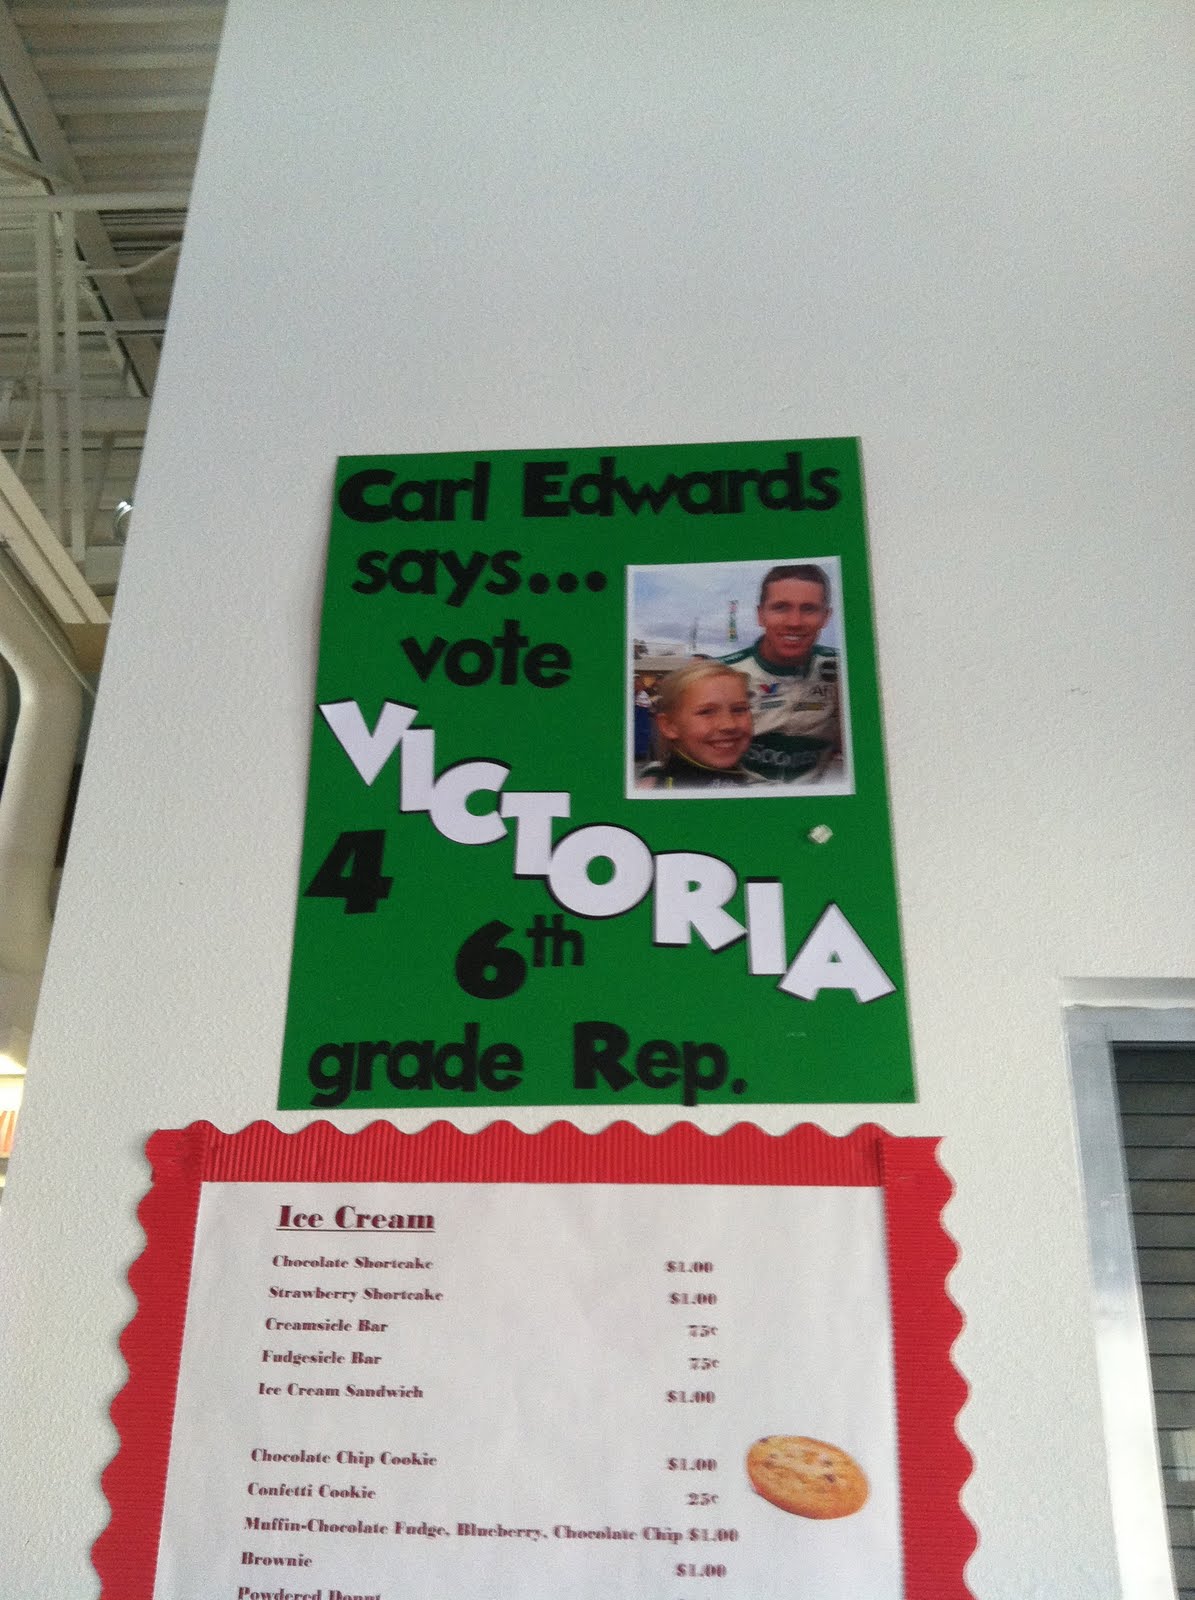 Carl Edwards
says...
vote
VICTORIA
4
6th
grade Rep.
Ice Cream
Chocolate Shortcake $1.00
Strawberry Shortcake $1.00
Creamsicle Bar 75¢
Fudgesicle Bar 75¢
Ice Cream Sandwich $1.00
Chocolate Chip Cookie $1.00
Confetti Cookie 25¢
Muffin-Chocolate Fudge, Blueberry, Chocolate Chip $1.00
Brownie $1.00
Powdered Donut